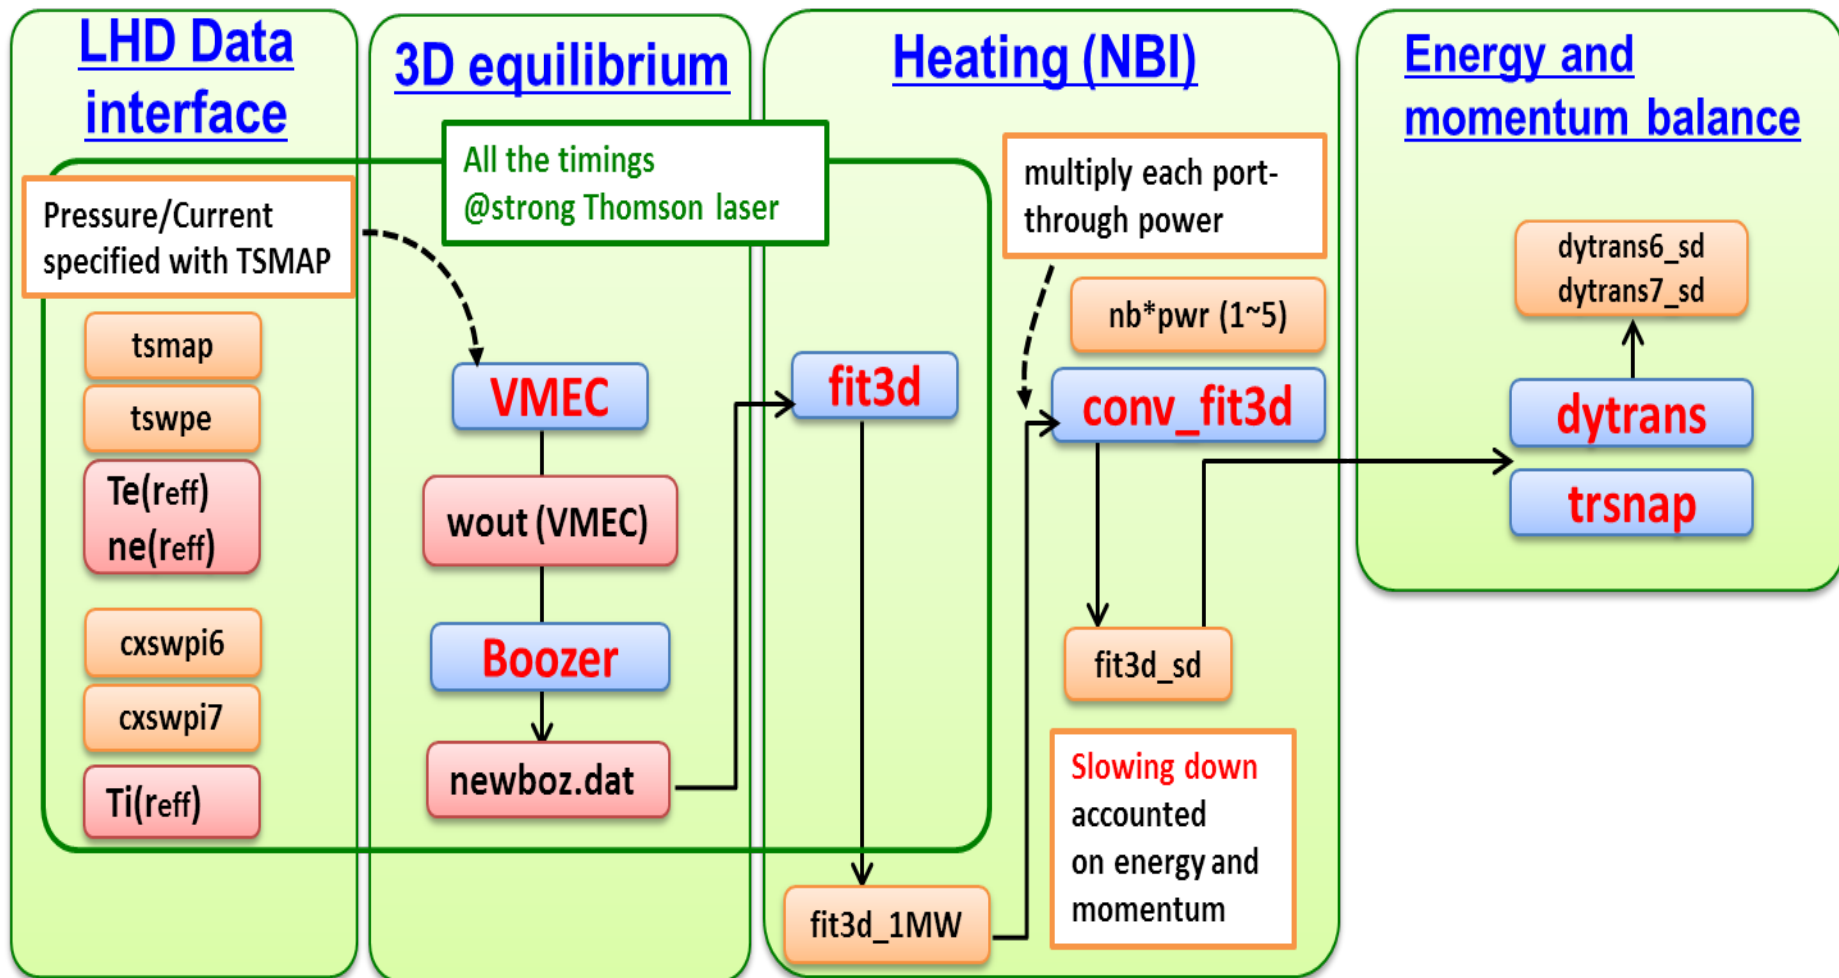 LHD Data
interface
Pressure/Current
specified with TSMAP
tsmap
tswpe
Te(reff)
ne(reff)
cxswpi6
cxswpi7
Ti(reff)
3D equilibrium
All the timings
@strong Thomson laser
VMEC
wout (VMEC)
Boozer
newboz.dat
Heating (NBI)
multiply each port-
through power
nb*pwr (1~5)
fit3d
conv_fit3d
fit3d_sd
Slowing down
accounted
on energy and
momentum
fit3d_1MW
Energy and
momentum balance
dytrans6_sd
dytrans7_sd
dytrans
trsnap